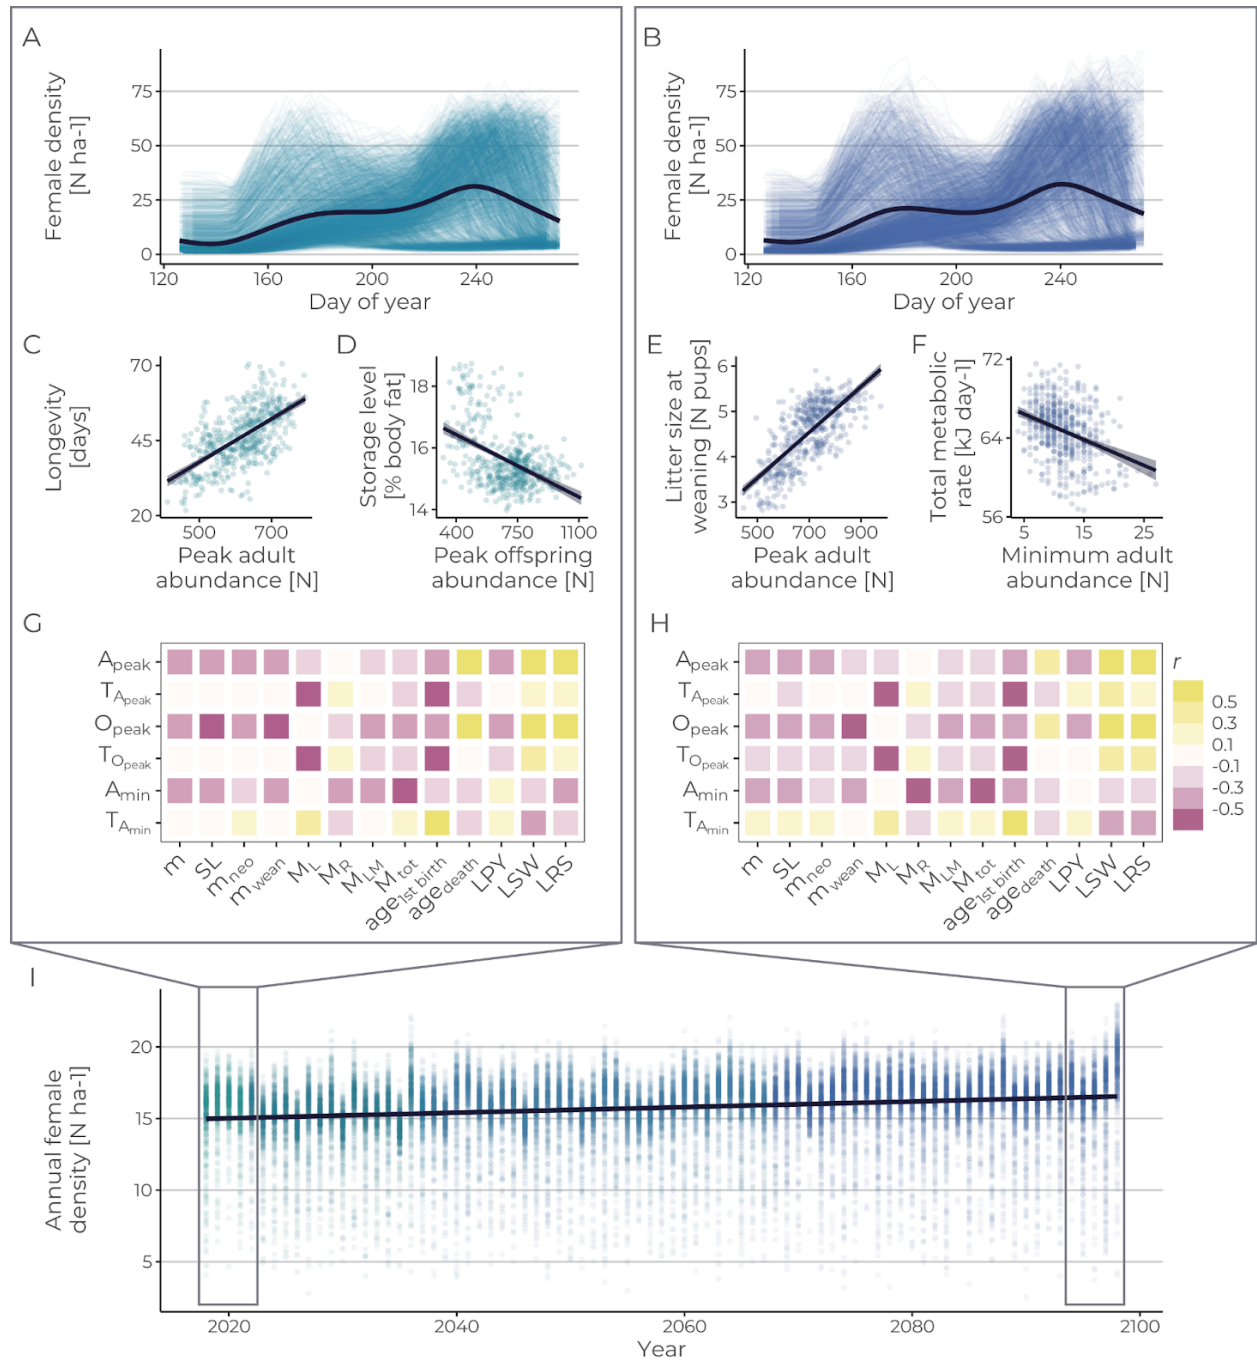 A
Female density
[N ha-1]
75
50
25
0
120
160
200
240
Day of year
B
Female density
[N ha-1]
75
50
25
0
120
160
200
240
Day of year
C
Longevity
[days]
70
45
20
500
700
Peak adult
abundance [N]
D
Storage level
[% body fat]
18
16
14
400
750
1100
Peak offspring
abundance [N]
E
Litter size at
weaning [N pups]
6
5
4
3
500
700
900
Peak adult
abundance [N]
F
Total metabolic
rate [kJ day-1]
72
64
56
5
15
25
Minimum adult
abundance [N]
G
Apeak
TApeak
Opeak
TOpeak
Amin
TAmin
m
SL
mneo
mwean
ML
MR
MLM
Mtot
age1st birth
agedeath
LPY
LSW
LRS
H
Apeak
TApeak
Opeak
TOpeak
Amin
TAmin
m
SL
mneo
mwean
ML
MR
MLM
Mtot
age1st birth
agedeath
LPY
LSW
LRS
r
0.5
0.3
0.1
-0.1
-0.3
-0.5
I
Annual female
density [N ha-1]
20
15
10
5
2020
2040
2060
2080
2100
Year